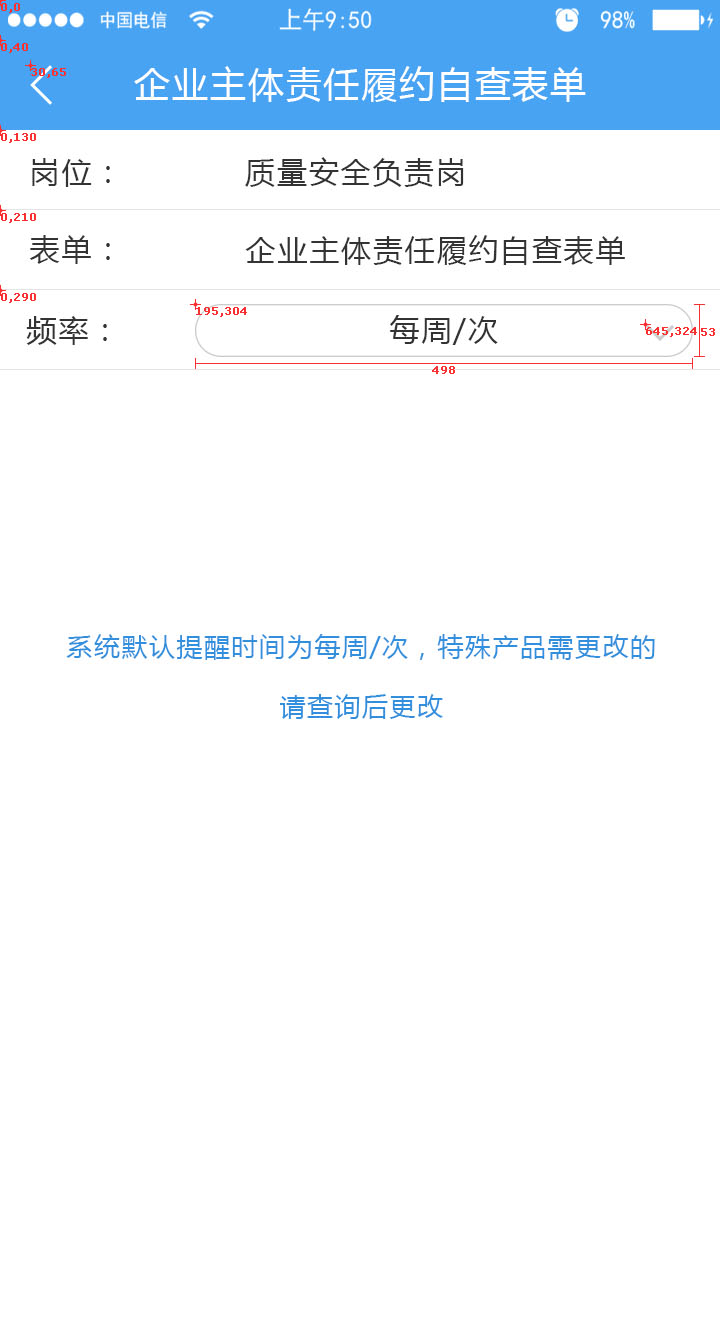 0,0
中国电信 上午9:50 98%
0,40
30,65
企业主体责任履约自查表单
0,130
岗位： 质量安全负责岗
0,210
表单： 企业主体责任履约自查表单
0,290
195,304
频率： 每周/次 645,324 53
498
系统默认提醒时间为每周/次，特殊产品需更改的
请查询后更改